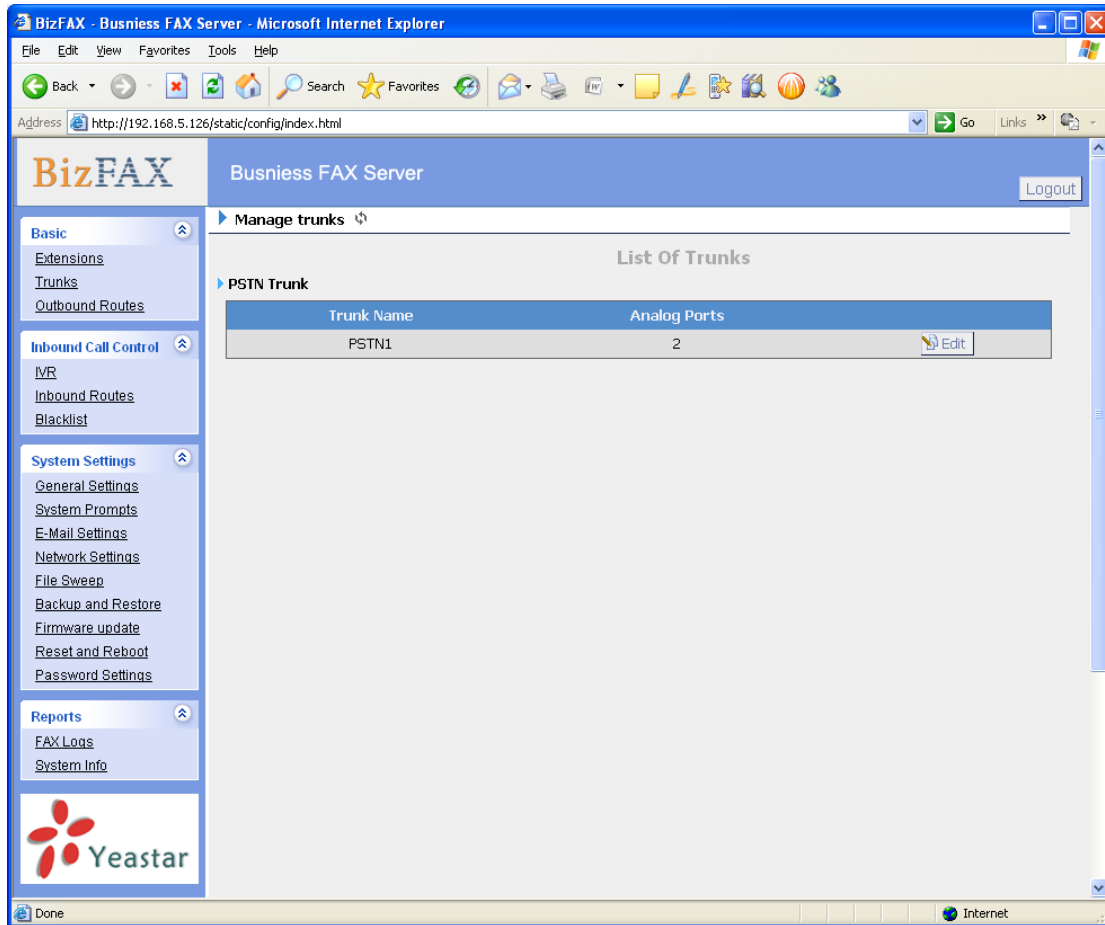 BizFAX - Busniess FAX Server - Microsoft Internet Explorer
File Edit View Favorites Tools Help
Back Search Favorites
Address http://192.168.5.126/static/config/index.html Go Links »
BizFAX
Busniess FAX Server
Logout
Basic
Extensions
Trunks
Outbound Routes
Inbound Call Control
IVR
Inbound Routes
Blacklist
System Settings
General Settings
System Prompts
E-Mail Settings
Network Settings
File Sweep
Backup and Restore
Firmware update
Reset and Reboot
Password Settings
Reports
FAX Logs
System Info
Yeastar
Manage trunks
List Of Trunks
PSTN Trunk
Trunk Name Analog Ports
PSTN1 2 Edit
Done Internet